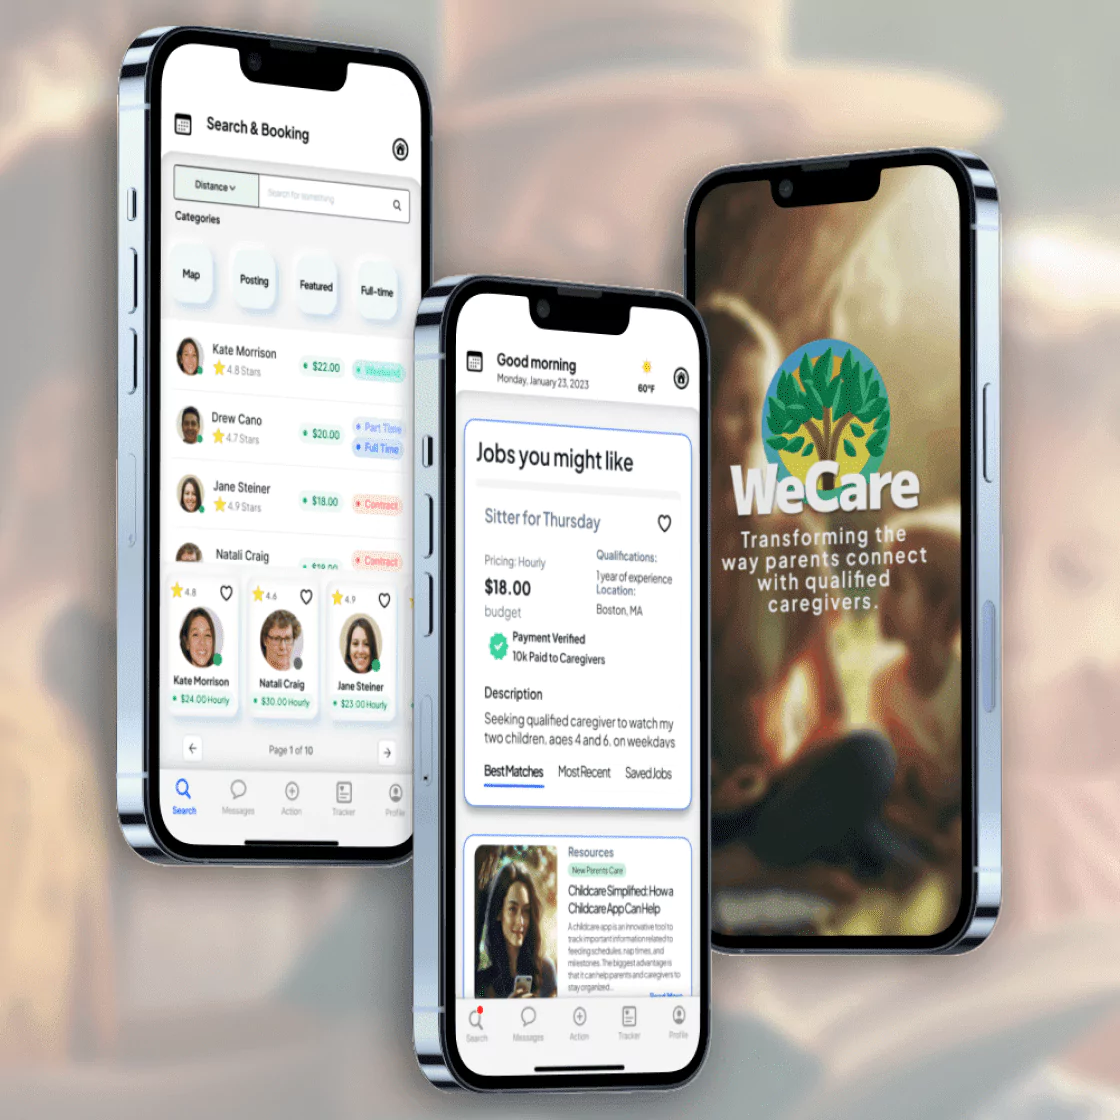 Search & Booking
Distance
Search for something
Categories
Map
Posting
Featured
Full-time
Kate Morrison
4.8 Stars
$22.00
Weekend
Drew Cano
4.7 Stars
$20.00
Part Time
Full Time
Jane Steiner
4.9 Stars
$18.00
Contract
Natali Craig
$18.00
Contract
4.8
4.6
4.9
Kate Morrison
Natali Craig
Jane Steiner
$24.00 Hourly
$30.00 Hourly
$23.00 Hourly
Page 1 of 10
Search
Messages
Action
Tracker
Profile
Good morning
Monday, January 23, 2023
60°F
Jobs you might like
Sitter for Thursday
Pricing: Hourly
$18.00
budget
Qualifications:
1 year of experience
Location:
Boston, MA
Payment Verified
10k Paid to Caregivers
Description
Seeking qualified caregiver to watch my
two children, ages 4 and 6, on weekdays
Best Matches
Most Recent
Saved Jobs
Resources
New Parents Care
Childcare Simplified: How a
Childcare App Can Help
A childcare app is an innovative tool to
track important information related to
feeding schedules, nap times, and
milestones. The biggest advantage is
that it can help parents and caregivers to
stay organized...
Read More
Search
Messages
Action
Tracker
Profile
WeCare
Transforming the
way parents connect
with qualified
caregivers.